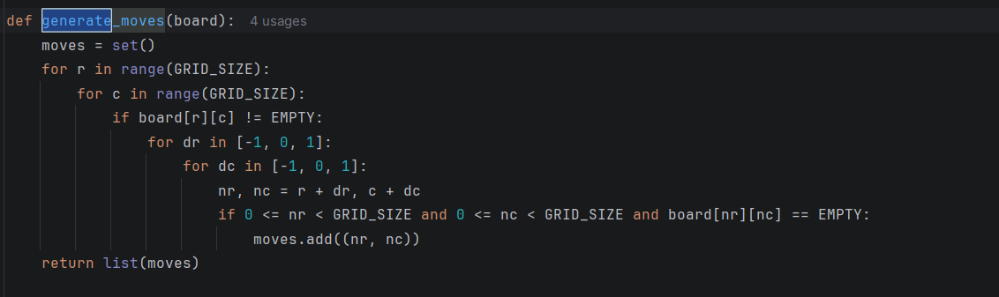 def generate_moves(board): 4 usages
    moves = set()
    for r in range(GRID_SIZE):
        for c in range(GRID_SIZE):
            if board[r][c] != EMPTY:
                for dr in [-1, 0, 1]:
                    for dc in [-1, 0, 1]:
                        nr, nc = r + dr, c + dc
                        if 0 <= nr < GRID_SIZE and 0 <= nc < GRID_SIZE and board[nr][nc] == EMPTY:
                            moves.add((nr, nc))
    return list(moves)